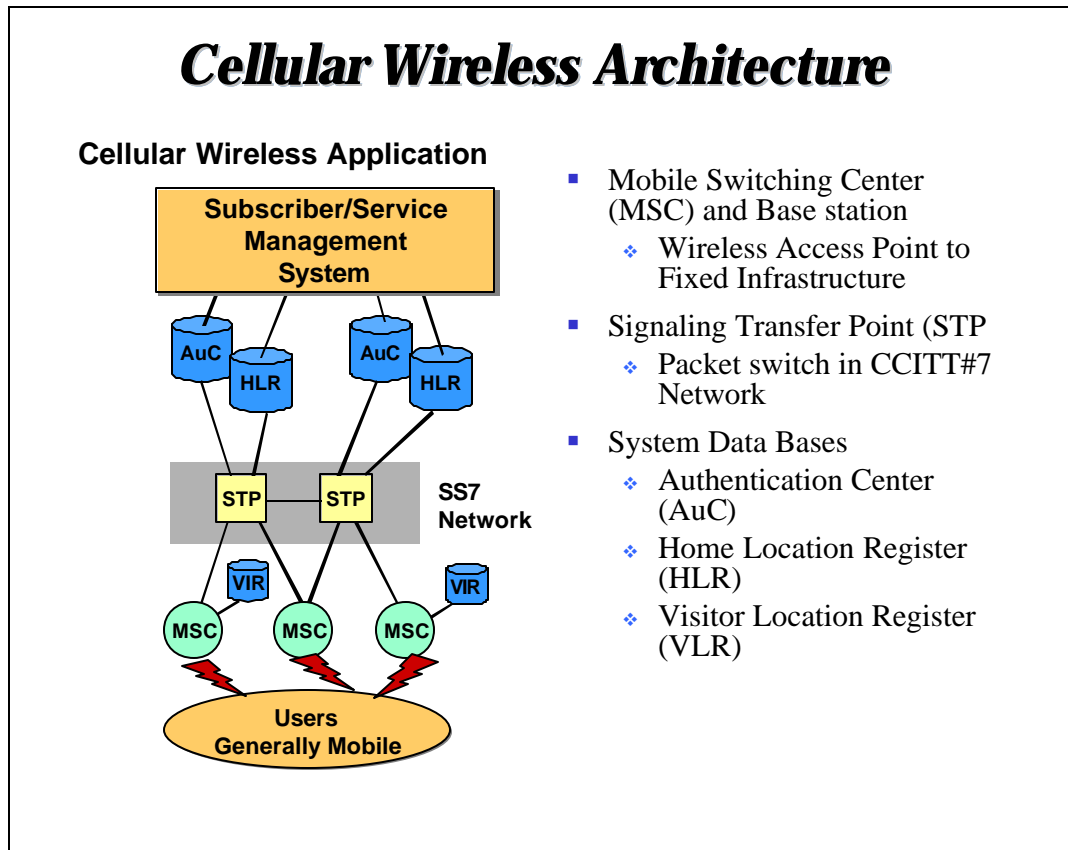 Cellular Wireless Architecture
Cellular Wireless Application
Subscriber/Service
Management
System
AuC
HLR
AuC
HLR
STP
STP
SS7
Network
VIR
VIR
MSC
MSC
MSC
Users
Generally Mobile
Mobile Switching Center
(MSC) and Base station
Wireless Access Point to
Fixed Infrastructure
Signaling Transfer Point (STP
Packet switch in CCITT#7
Network
System Data Bases
Authentication Center
(AuC)
Home Location Register
(HLR)
Visitor Location Register
(VLR)